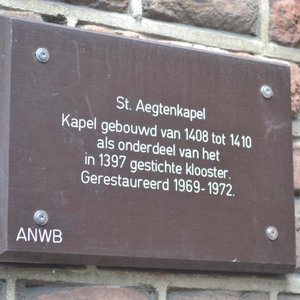 St. Aegtenkapel
Kapel gebouwd van 1408 tot 1410
als onderdeel van het
in 1397 gestichte klooster.
Gerestaureerd 1969-1972.
ANWB